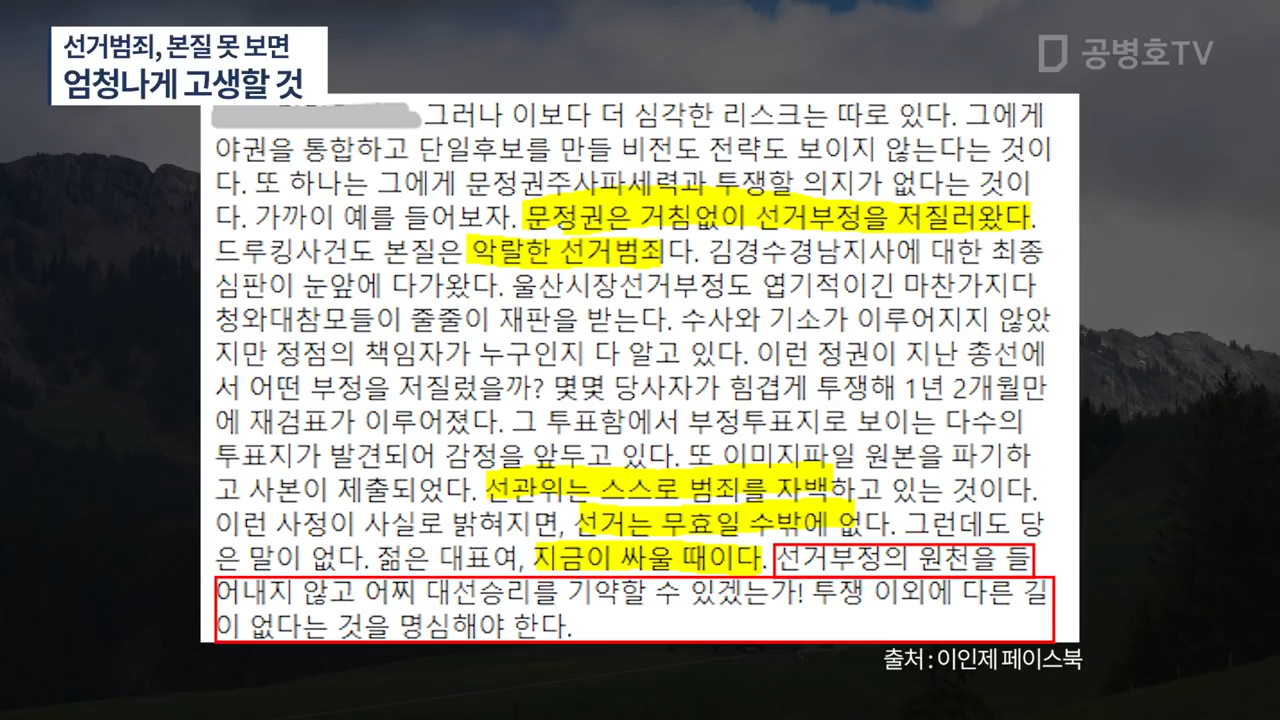 선거범죄, 본질 못 보면
엄청나게 고생할 것
공병호TV
그러나 이보다 더 심각한 리스크는 따로 있다. 그에게
야권을 통합하고 단일후보를 만들 비전도 전략도 보이지 않는다는 것이
다. 또 하나는 그에게 문정권주사파세력과 투쟁할 의지가 없다는 것이
다. 가까이 예를 들어보자. 문정권은 거침없이 선거부정을 저질러왔다.
드루킹사건도 본질은 악랄한 선거범죄다. 김경수경남지사에 대한 최종
심판이 눈앞에 다가왔다. 울산시장선거부정도 엽기적이긴 마찬가지다
청와대참모들이 줄줄이 재판을 받는다. 수사와 기소가 이루어지지 않았
지만 정점의 책임자가 누구인지 다 알고 있다. 이런 정권이 지난 총선에
서 어떤 부정을 저질렀을까? 몇몇 당사자가 힘겹게 투쟁해 1년 2개월만
에 재검표가 이루어졌다. 그 투표함에서 부정투표지로 보이는 다수의
투표지가 발견되어 감정을 앞두고 있다. 또 이미지파일 원본을 파기하
고 사본이 제출되었다. 선관위는 스스로 범죄를 자백하고 있는 것이다.
이런 사정이 사실로 밝혀지면, 선거는 무효일 수밖에 없다. 그런데도 당
은 말이 없다. 젊은 대표여, 지금이 싸울 때이다. 선거부정의 원천을 들
어내지 않고 어찌 대선승리를 기약할 수 있겠는가! 투쟁 이외에 다른 길
이 없다는 것을 명심해야 한다.
출처 : 이인제 페이스북